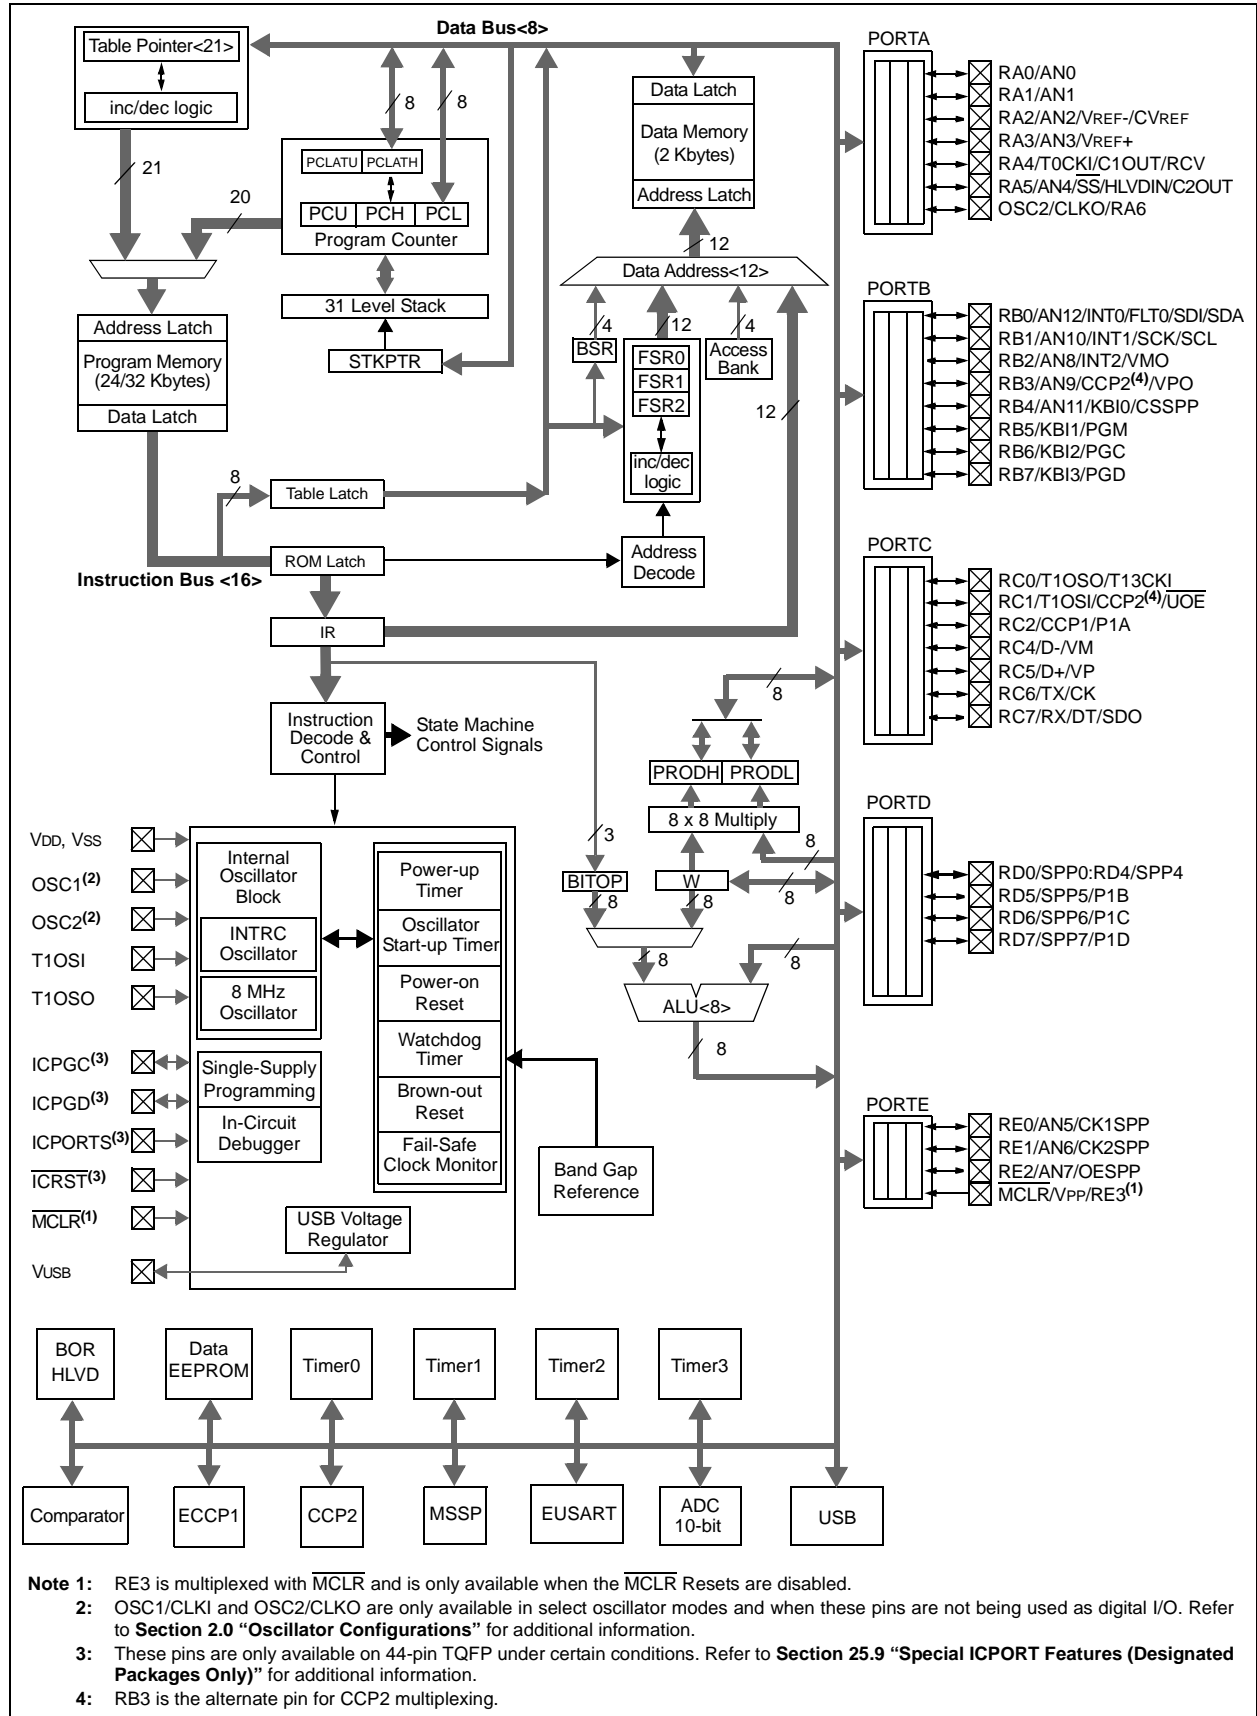 Data Bus<8>
Table Pointer<21>
inc/dec logic
21
20
8
8
PCLATU
PCLATH
PCU
PCH
PCL
Program Counter
31 Level Stack
STKPTR
Address Latch
Program Memory
(24/32 Kbytes)
Data Latch
8
Table Latch
ROM Latch
Instruction Bus <16>
IR
Data Latch
Data Memory
(2 Kbytes)
Address Latch
12
Data Address<12>
4
12
4
BSR
FSR0
FSR1
FSR2
inc/dec
logic
Access
Bank
12
Address
Decode
Instruction
Decode &
Control
State Machine
Control Signals
8
PRODH
PRODL
8 x 8 Multiply
3
8
BITOP
W
8
8
8
8
8
ALU<8>
8
VDD, VSS
OSC1(2)
OSC2(2)
T1OSI
T1OSO
ICPGC(3)
ICPGD(3)
ICPORTS(3)
ICRST(3)
MCLR(1)
VUSB
Internal
Oscillator
Block
INTRC
Oscillator
8 MHz
Oscillator
Single-Supply
Programming
In-Circuit
Debugger
Power-up
Timer
Oscillator
Start-up Timer
Power-on
Reset
Watchdog
Timer
Brown-out
Reset
Fail-Safe
Clock Monitor
Band Gap
Reference
USB Voltage
Regulator
PORTA
RA0/AN0
RA1/AN1
RA2/AN2/VREF-/CVREF
RA3/AN3/VREF+
RA4/T0CKI/C1OUT/RCV
RA5/AN4/SS/HLVDIN/C2OUT
OSC2/CLKO/RA6
PORTB
RB0/AN12/INT0/FLT0/SDI/SDA
RB1/AN10/INT1/SCK/SCL
RB2/AN8/INT2/VMO
RB3/AN9/CCP2(4)/VPO
RB4/AN11/KBI0/CSSPP
RB5/KBI1/PGM
RB6/KBI2/PGC
RB7/KBI3/PGD
PORTC
RC0/T1OSO/T13CKI
RC1/T1OSI/CCP2(4)/UOE
RC2/CCP1/P1A
RC4/D-/VM
RC5/D+/VP
RC6/TX/CK
RC7/RX/DT/SDO
PORTD
RD0/SPP0:RD4/SPP4
RD5/SPP5/P1B
RD6/SPP6/P1C
RD7/SPP7/P1D
PORTE
RE0/AN5/CK1SPP
RE1/AN6/CK2SPP
RE2/AN7/OESPP
MCLR/VPP/RE3(1)
BOR
HLVD
Data
EEPROM
Timer0
Timer1
Timer2
Timer3
Comparator
ECCP1
CCP2
MSSP
EUSART
ADC
10-bit
USB
Note 1: RE3 is multiplexed with MCLR and is only available when the MCLR Resets are disabled.
2: OSC1/CLKI and OSC2/CLKO are only available in select oscillator modes and when these pins are not being used as digital I/O. Refer
to Section 2.0 “Oscillator Configurations” for additional information.
3: These pins are only available on 44-pin TQFP under certain conditions. Refer to Section 25.9 “Special ICPORT Features (Designated
Packages Only)” for additional information.
4: RB3 is the alternate pin for CCP2 multiplexing.